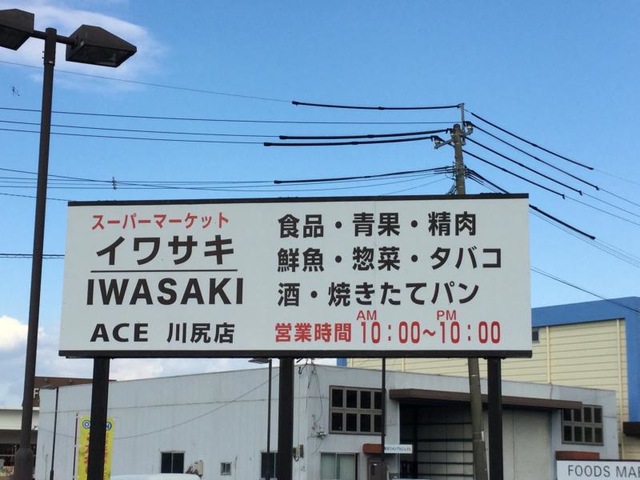 スーパーマーケット
イワサキ
IWASAKI
ACE 川尻店
食品・青果・精肉
鮮魚・惣菜・タバコ
酒・焼きたてパン
AM PM
営業時間 10:00～10:00
FOODS MAR